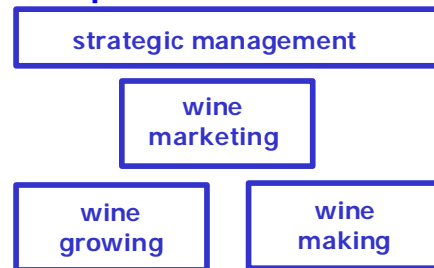 strategic management
wine
marketing
wine
growing
wine
making